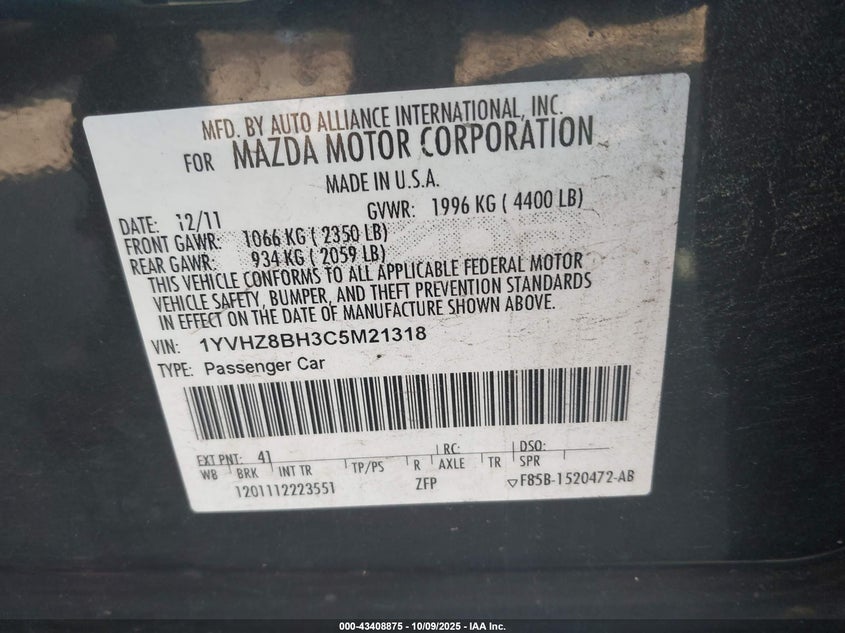 MFD. BY AUTO ALLIANCE INTERNATIONAL, INC.
FOR MAZDA MOTOR CORPORATION
MADE IN U.S.A.
DATE: 12/11 GVWR: 1996 KG ( 4400 LB)
FRONT GAWR: 1066 KG ( 2350 LB)
REAR GAWR: 934 KG ( 2059 LB)
THIS VEHICLE CONFORMS TO ALL APPLICABLE FEDERAL MOTOR
VEHICLE SAFETY, BUMPER, AND THEFT PREVENTION STANDARDS
IN EFFECT ON THE DATE OF MANUFACTURE SHOWN ABOVE.
VIN: 1YVHZ8BH3C5M21318
TYPE: Passenger Car
EXT PNT: 41 RC: DSO:
WB BRK INT TR TP/PS R AXLE TR SPR
1201112223551 ZFP F85B-1520472-AB
000-43408875 - 10/09/2025 - IAA Inc.